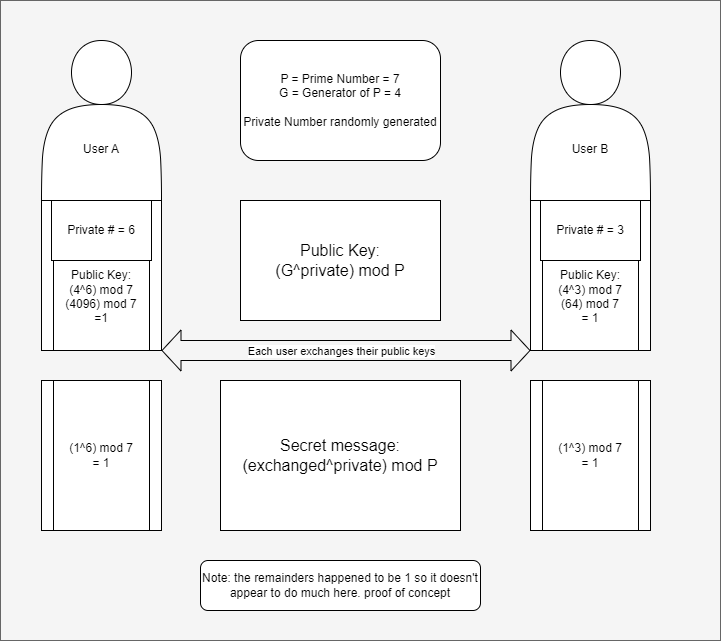 P = Prime Number = 7
G = Generator of P = 4
Private Number randomly generated
User A
User B
Private # = 6
Private # = 3
Public Key:
(G^private) mod P
Public Key:
(4^6) mod 7
(4096) mod 7
=1
Public Key:
(4^3) mod 7
(64) mod 7
= 1
Each user exchanges their public keys
(1^6) mod 7
= 1
Secret message:
(exchanged^private) mod P
(1^3) mod 7
= 1
Note: the remainders happened to be 1 so it doesn't
appear to do much here. proof of concept